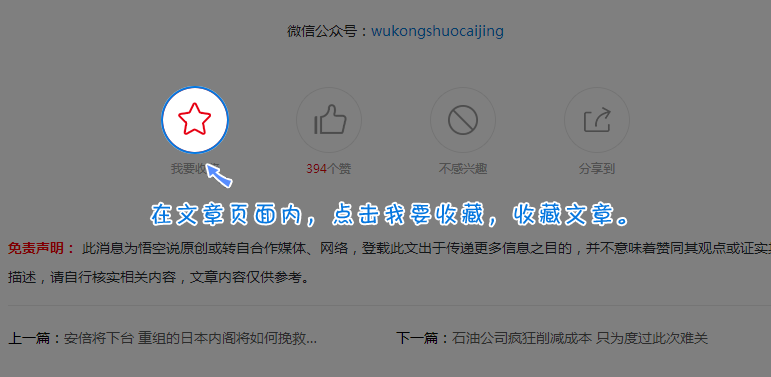 微信公众号：wukongshuocaijing
我要收
394个赞
不感兴趣
分享到
在文章页面内，点击我要收藏，收藏文章。
免责声明： 此消息为悟空说原创或转自合作媒体、网络，登载此文出于传递更多信息之目的，并不意味着赞同其观点或证实
描述，请自行核实相关内容，文章内容仅供参考。
上一篇：安倍将下台 重组的日本内阁将如何挽救...
下一篇：石油公司疯狂削减成本 只为度过此次难关